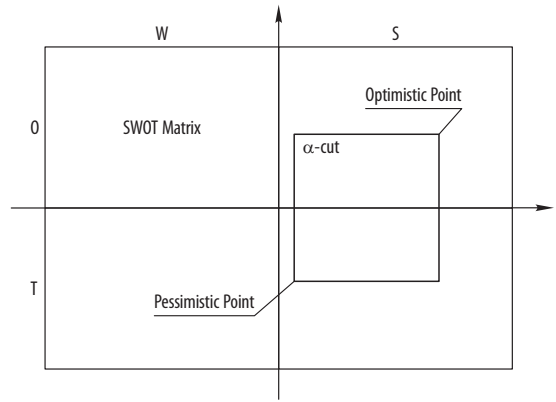 W
S
Optimistic Point
O
SWOT Matrix
α-cut
T
Pessimistic Point